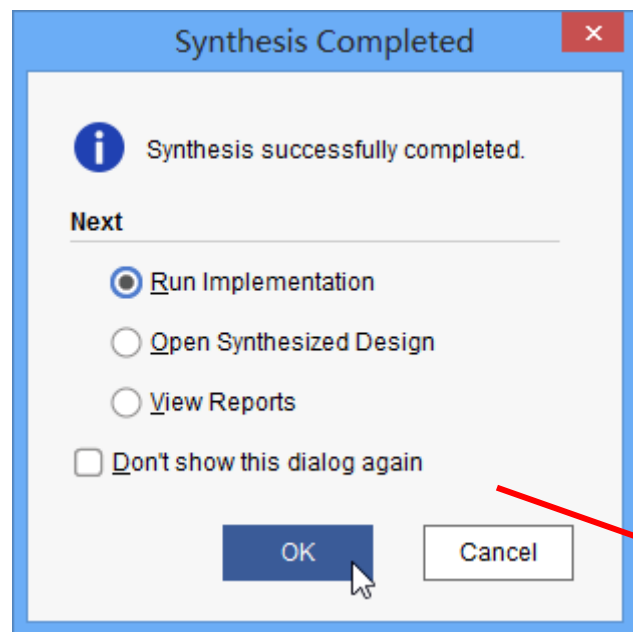 Synthesis Completed
Synthesis successfully completed.
Next
Run Implementation
Open Synthesized Design
View Reports
Don't show this dialog again
OK
Cancel